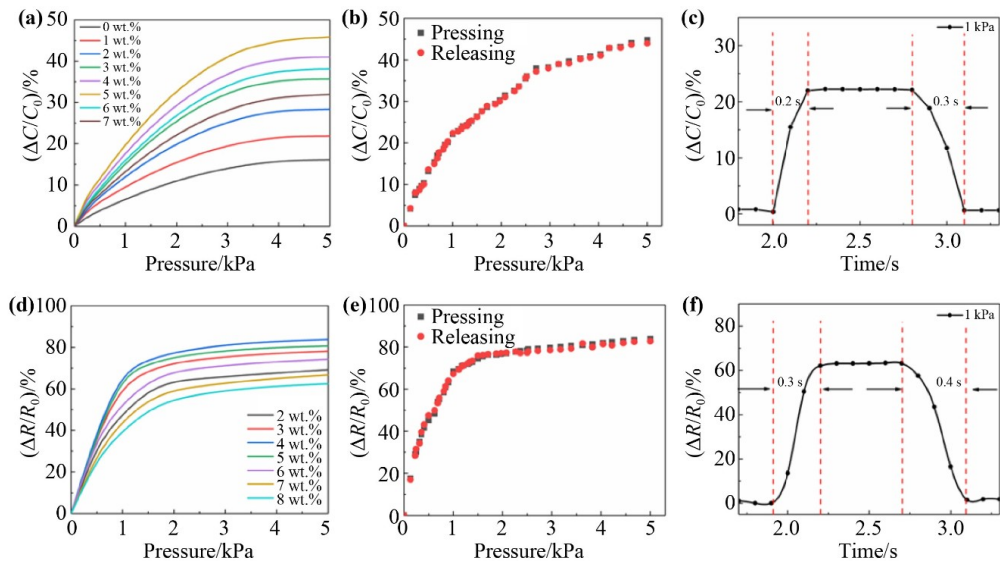 (a)
(ΔC/C0)/%
50
40
30
20
10
0
0 wt.%
1 wt.%
2 wt.%
3 wt.%
4 wt.%
5 wt.%
6 wt.%
7 wt.%
0 1 2 3 4 5
Pressure/kPa
(b)
(ΔC/C0)/%
50
40
30
20
10
0
Pressing
Releasing
0 1 2 3 4 5
Pressure/kPa
(c)
(ΔC/C0)/%
30
20
10
0
1 kPa
0.2 s
0.3 s
2.0 2.5 3.0
Time/s
(d)
(ΔR/R0)/%
100
80
60
40
20
0
2 wt.%
3 wt.%
4 wt.%
5 wt.%
6 wt.%
7 wt.%
8 wt.%
0 1 2 3 4 5
Pressure/kPa
(e)
(ΔR/R0)/%
100
80
60
40
20
0
Pressing
Releasing
0 1 2 3 4 5
Pressure/kPa
(f)
(ΔR/R0)/%
80
60
40
20
0
1 kPa
0.3 s
0.4 s
2.0 2.5 3.0
Time/s